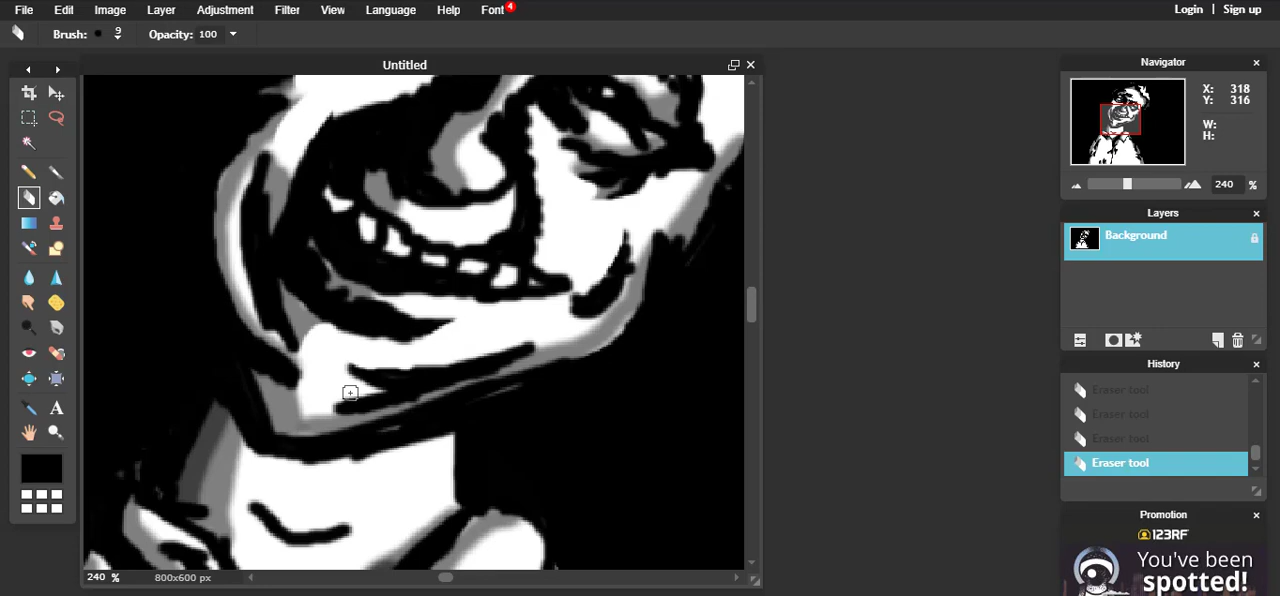 File Edit Image Layer Adjustment Filter View Language Help Font 4 Login | Sign up
Brush: 9 Opacity: 100
Untitled
Navigator
X: 318
Y: 316
W:
H:
240 %
Layers
Background
History
Eraser tool
Eraser tool
Eraser tool
Eraser tool
Promotion
123RF
You've been
spotted!
A
240 % 800x600 px